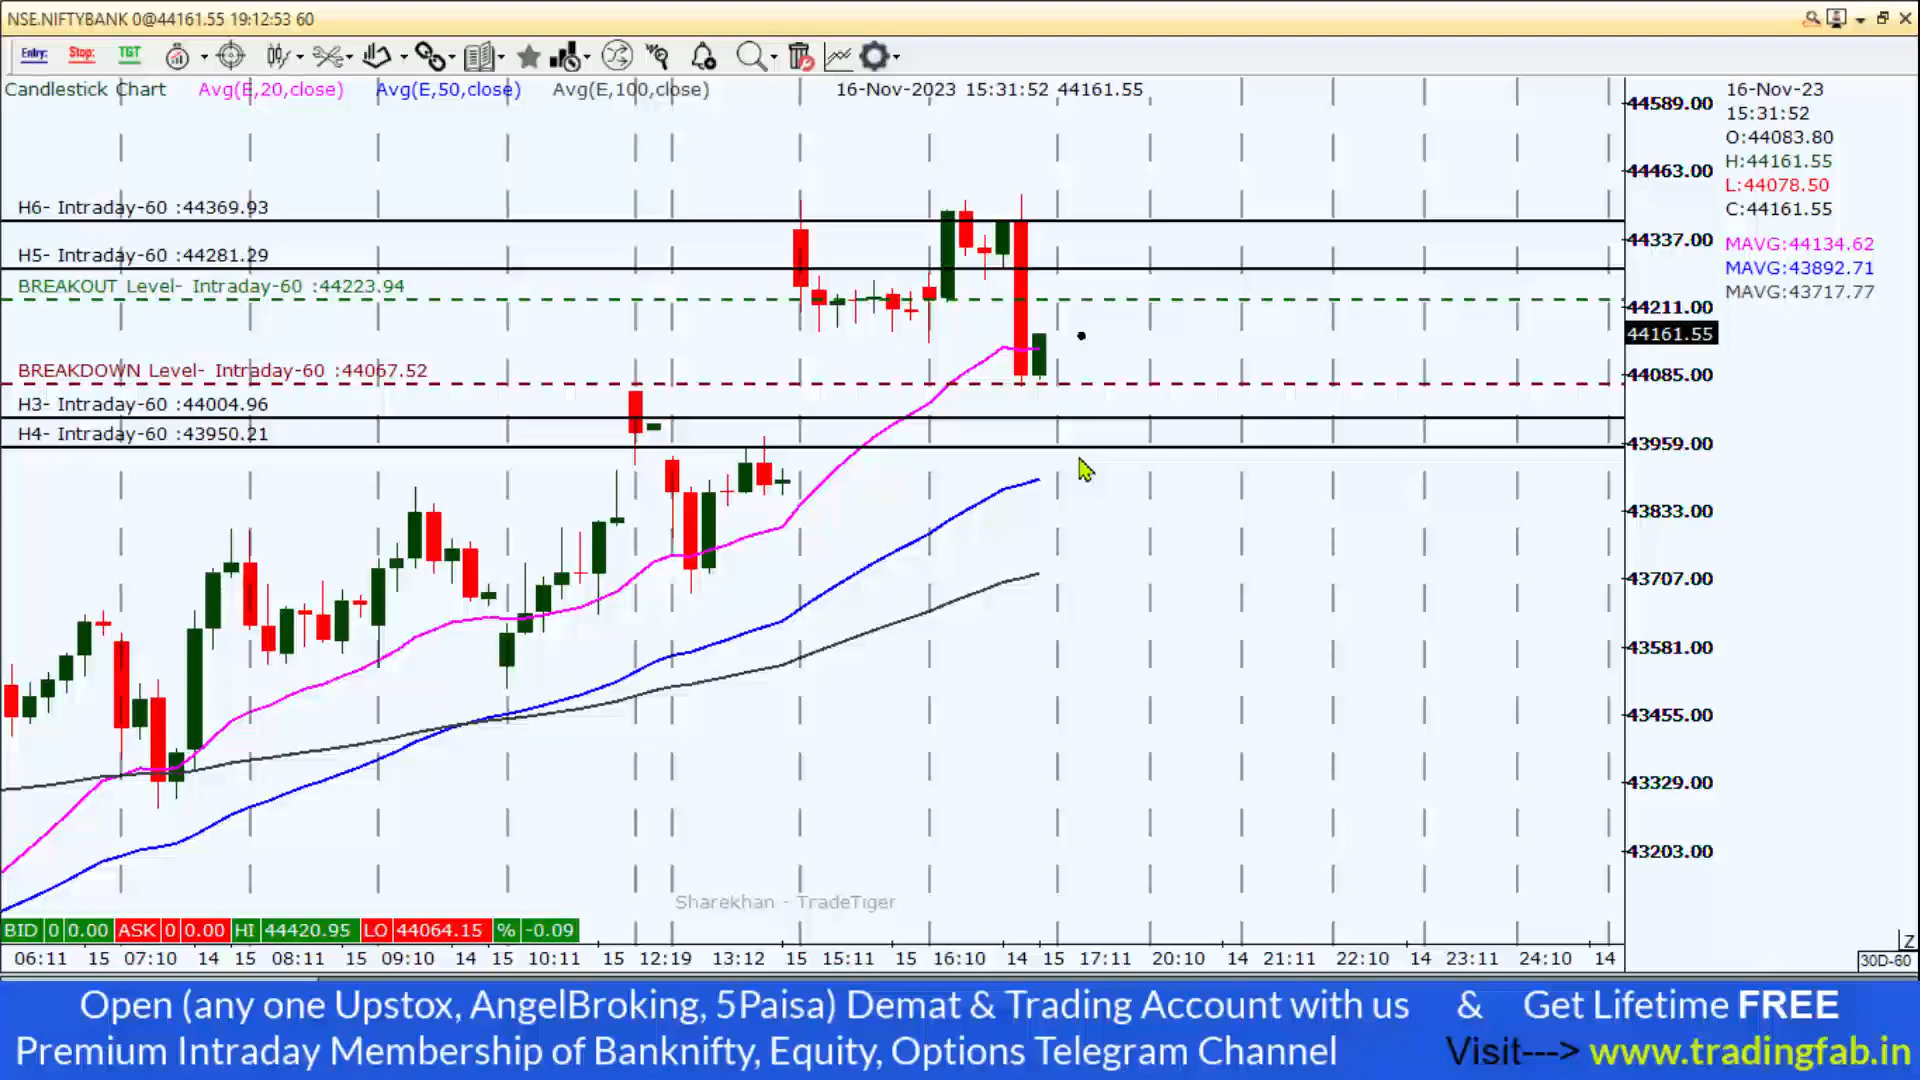 NSE.NIFTYBANK 0@44161.55 19:12:53 60
Entry: Stop: TGT
Candlestick Chart Avg(E,20,close) Avg(E,50,close) Avg(E,100,close) 16-Nov-2023 15:31:52 44161.55
16-Nov-23
15:31:52
O:44083.80
H:44161.55
L:44078.50
C:44161.55
MAVG:44134.62
MAVG:43892.71
MAVG:43717.77
H6- Intraday-60 :44369.93
H5- Intraday-60 :44281.29
BREAKOUT Level- Intraday-60 :44223.94
BREAKDOWN Level- Intraday-60 :44067.52
H3- Intraday-60 :44004.96
H4- Intraday-60 :43950.21
44589.00
44463.00
44337.00
44211.00
44161.55
44085.00
43959.00
43833.00
43707.00
43581.00
43455.00
43329.00
43203.00
Sharekhan - TradeTiger
BID 0 0.00 ASK 0 0.00 HI 44420.95 LO 44064.15 % -0.09
Z
06:11 15 07:10 14 15 08:11 15 09:10 14 15 10:11 15 12:19 13:12 15 15:11 15 16:10 14 15 17:11 20:10 14 21:11 22:10 14 23:11 24:10 14
30D-60
Open (any one Upstox, AngelBroking, 5Paisa) Demat & Trading Account with us & Get Lifetime FREE
Premium Intraday Membership of Banknifty, Equity, Options Telegram Channel Visit---> www.tradingfab.in